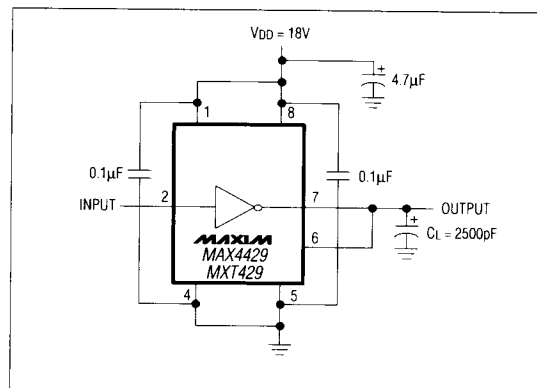 VDD = 18V
+
4.7µF
1
8
0.1µF
0.1µF
INPUT
2
7
OUTPUT
MAXIM
6
+
CL = 2500pF
MAX4429
MXT429
4
5